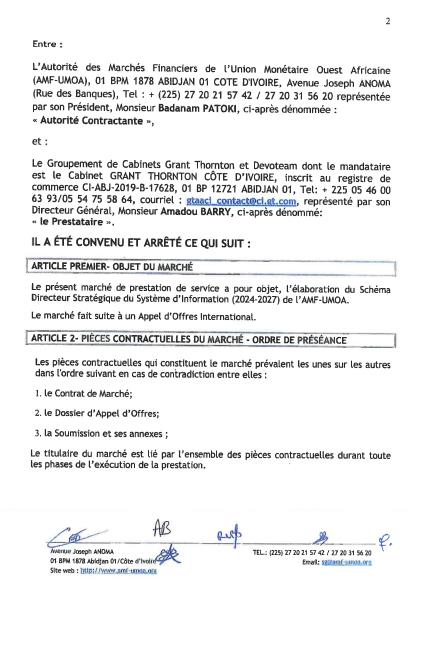 2
Entre :
L'Autorité des Marchés Financiers de l'Union Monétaire Ouest Africaine
(AMF-UMOA), 01 BPM 1878 ABIDJAN 01 COTE D'IVOIRE, Avenue Joseph ANOMA
(Rue des Banques), Tel : + (225) 27 20 21 57 42 / 27 20 31 56 20 représentée
par son Président, Monsieur Badanam PATOKI, ci-après dénommée :
« Autorité Contractante »,
et :
Le Groupement de Cabinets Grant Thornton et Devoteam dont le mandataire
est le Cabinet GRANT THORNTON CÔTE D'IVOIRE, inscrit au registre de
commerce CI-ABJ-2019-B-17628, 01 BP 12721 ABIDJAN 01, Tel: + 225 05 46 00
63 93/05 54 75 58 64, courriel : gtaaci_contact@ci.gt.com, représenté par son
Directeur Général, Monsieur Amadou BARRY, ci-après dénommé:
« le Prestataire ».
IL A ÉTÉ CONVENU ET ARRÊTÉ CE QUI SUIT :
ARTICLE PREMIER- OBJET DU MARCHÉ
Le présent marché de prestation de service a pour objet, l'élaboration du Schéma
Directeur Stratégique du Système d'Information (2024-2027) de l'AMF-UMOA.
Le marché fait suite à un Appel d'Offres International.
ARTICLE 2- PIÈCES CONTRACTUELLES DU MARCHÉ - ORDRE DE PRÉSÉANCE
Les pièces contractuelles qui constituent le marché prévalent les unes sur les autres
dans l'ordre suivant en cas de contradiction entre elles :
1. le Contrat de Marché;
2. le Dossier d'Appel d'Offres;
3. la Soumission et ses annexes ;
Le titulaire du marché est lié par l'ensemble des pièces contractuelles durant toute
les phases de l'exécution de la prestation.
AB
Avenue Joseph ANOMA
01 BPM 1878 Abidjan 01/Côte d'Ivoire
Site web : http://www.amf-umoa.org
TEL.: (225) 27 20 21 57 42 / 27 20 31 56 20
Email: sg@amf-umoa.org